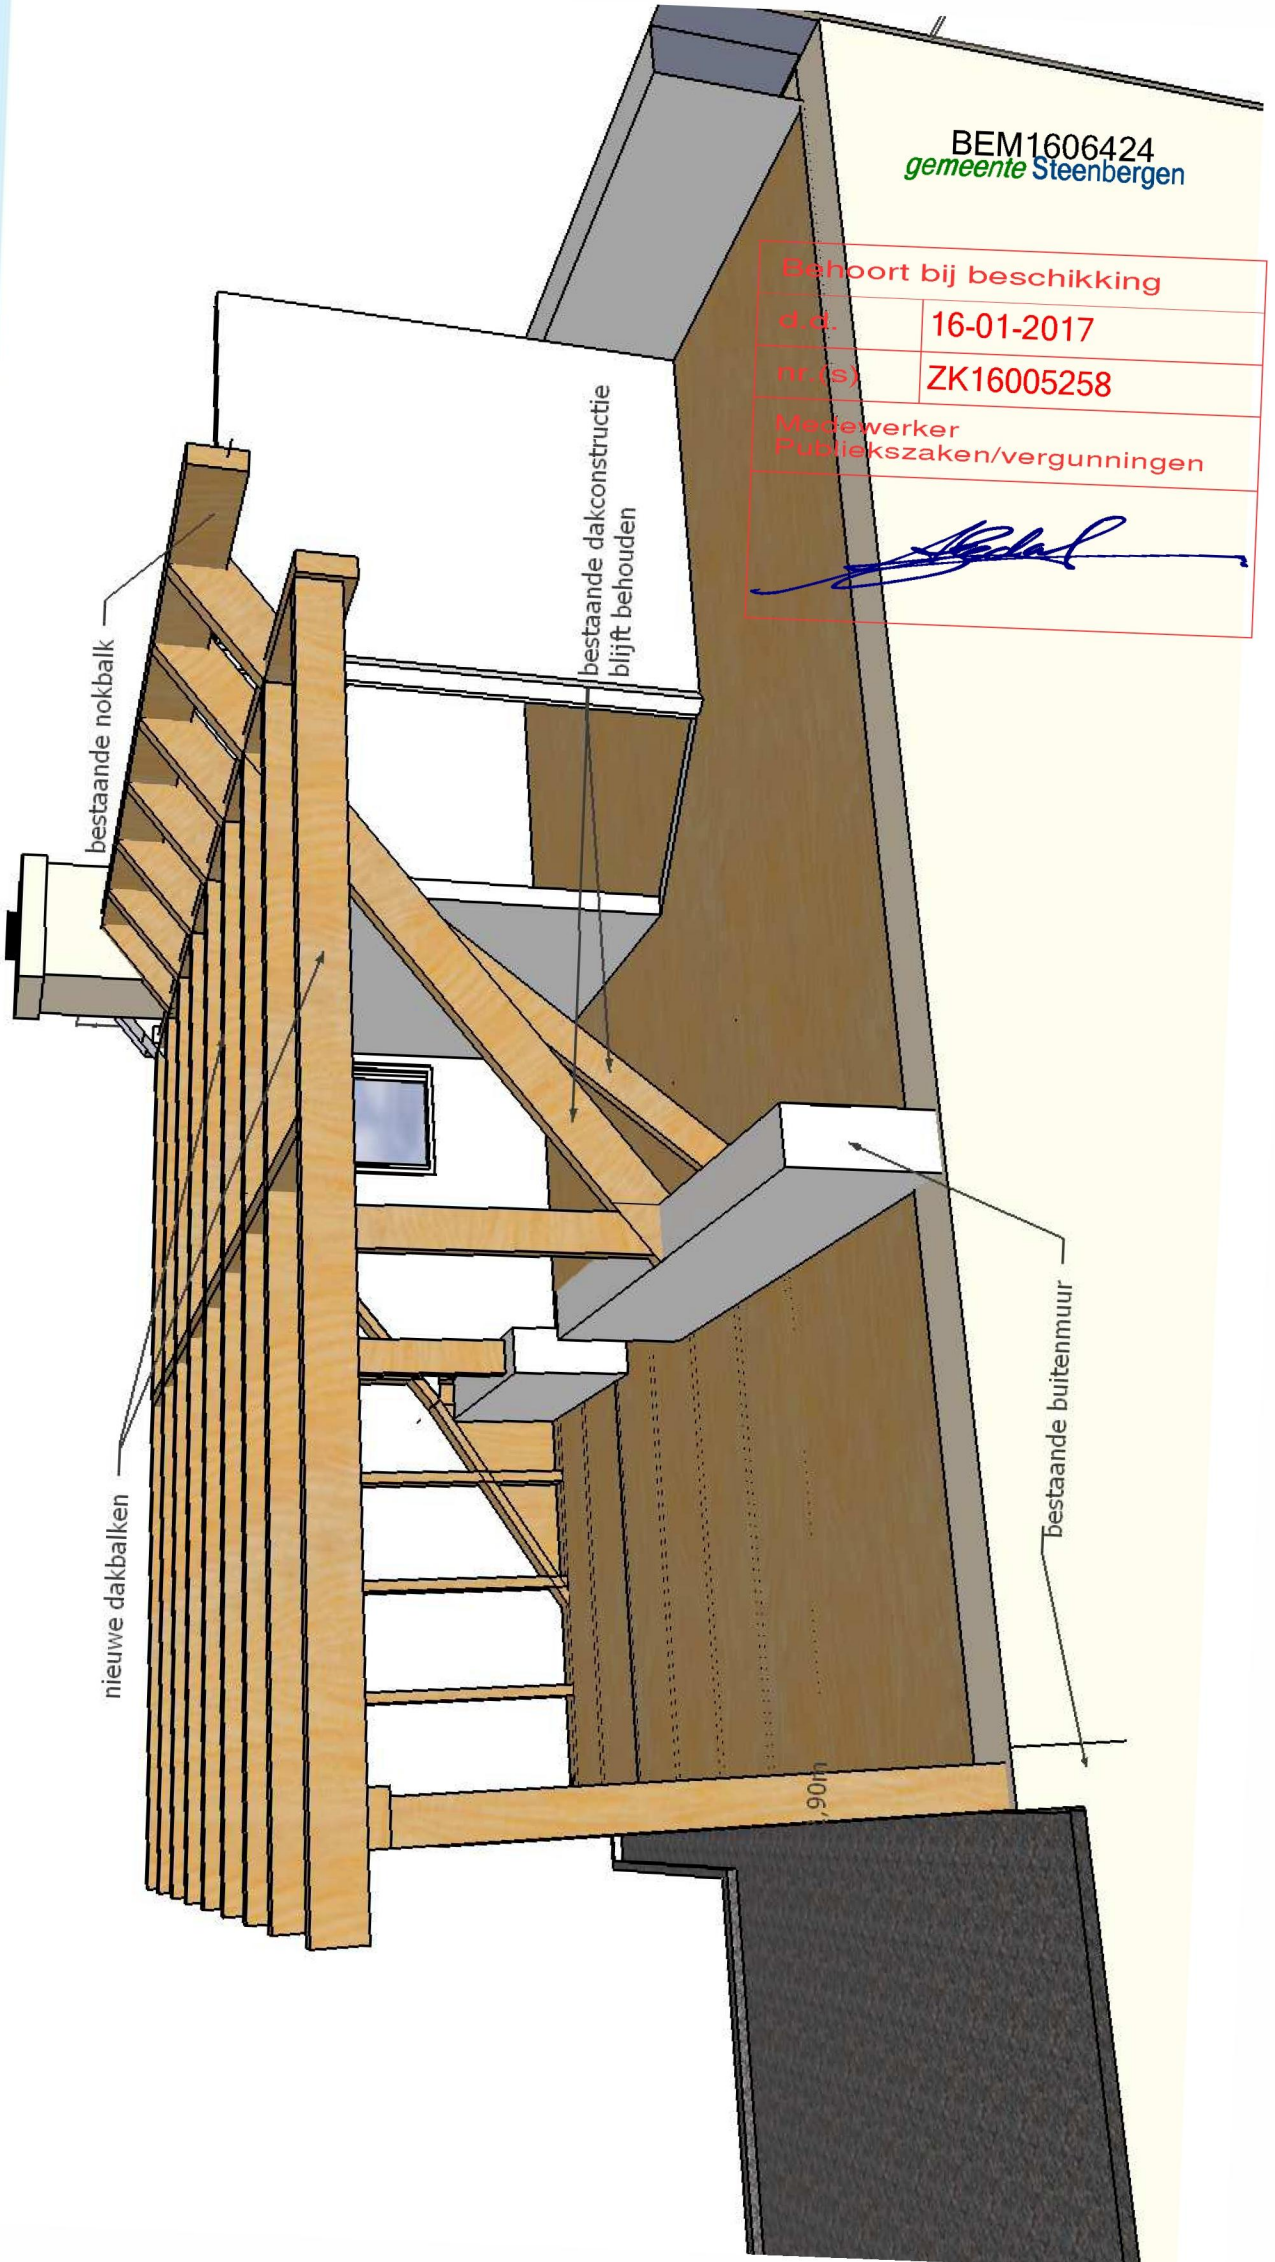 BEM1606424
gemeente Steenbergen
Behoort bij beschikking
d.d. 16-01-2017
nr.(s) ZK16005258
Medewerker
Publiekszaken/vergunningen
bestaande nokbalk
bestaande dakconstructie
blijft behouden
nieuwe dakbalken
bestaande buitenmuur
,90m